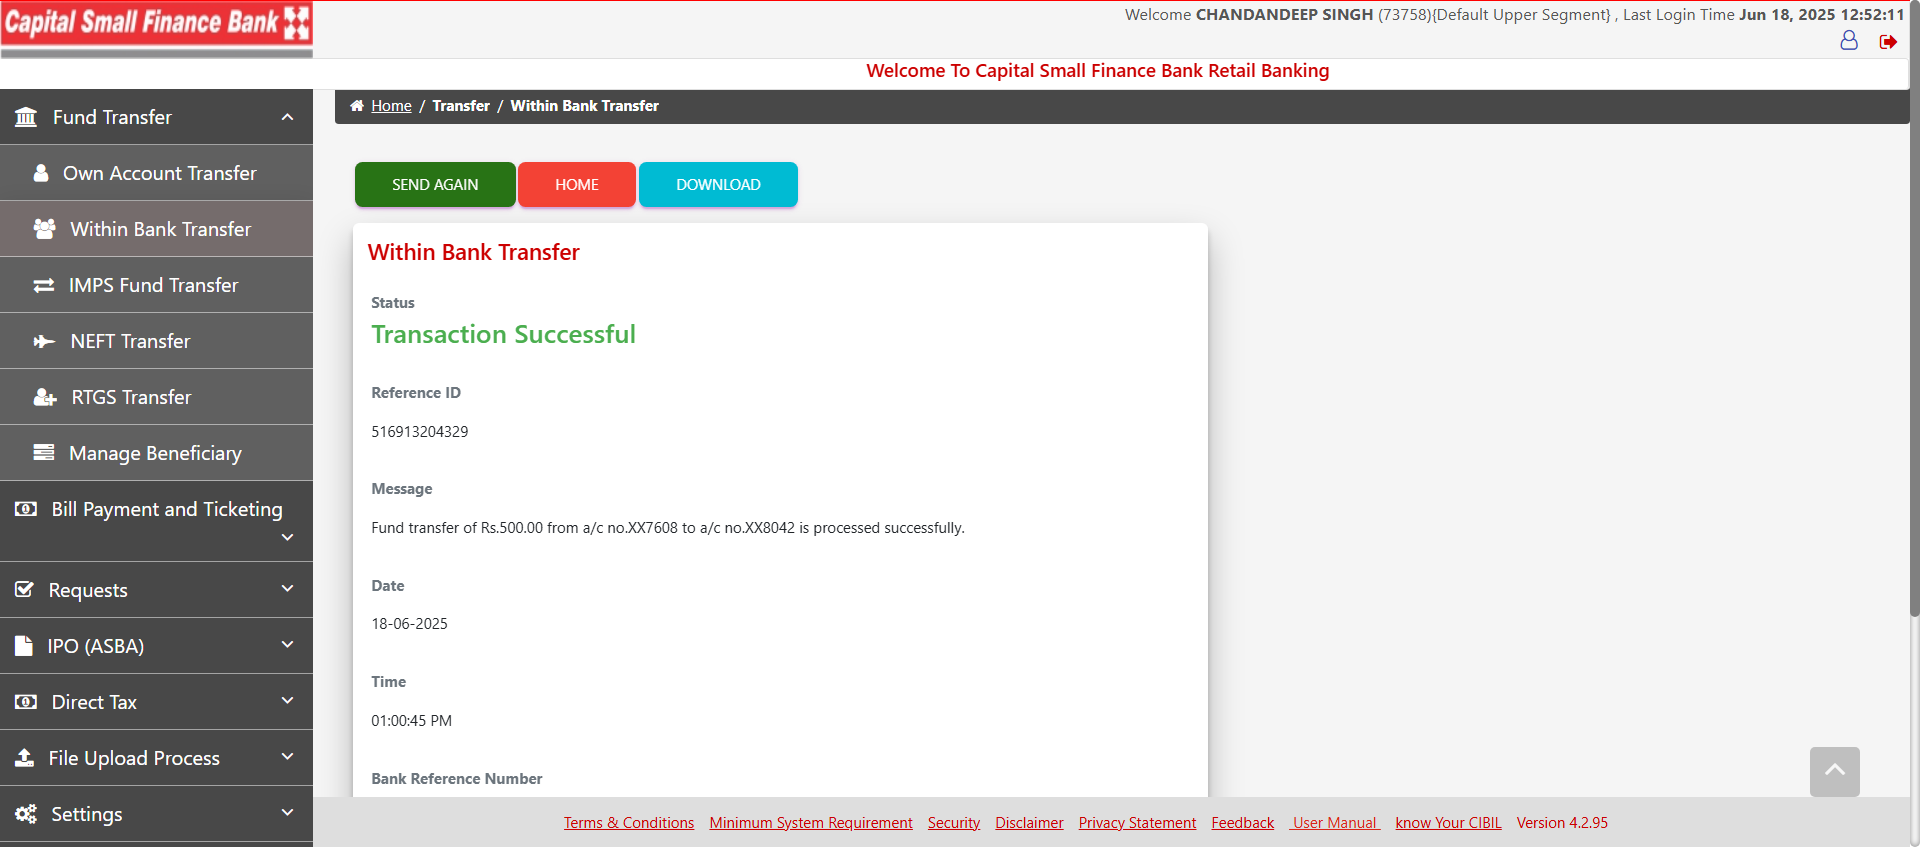 Capital Small Finance Bank
Welcome CHANDANDEEP SINGH (73758){Default Upper Segment} , Last Login Time Jun 18, 2025 12:52:11
Welcome To Capital Small Finance Bank Retail Banking
Fund Transfer
Own Account Transfer
Within Bank Transfer
IMPS Fund Transfer
NEFT Transfer
RTGS Transfer
Manage Beneficiary
Bill Payment and Ticketing
Requests
IPO (ASBA)
Direct Tax
File Upload Process
Settings
Home / Transfer / Within Bank Transfer
SEND AGAIN HOME DOWNLOAD
Within Bank Transfer
Status
Transaction Successful
Reference ID
516913204329
Message
Fund transfer of Rs.500.00 from a/c no.XX7608 to a/c no.XX8042 is processed successfully.
Date
18-06-2025
Time
01:00:45 PM
Bank Reference Number
Terms & Conditions Minimum System Requirement Security Disclaimer Privacy Statement Feedback User Manual know Your CIBIL Version 4.2.95